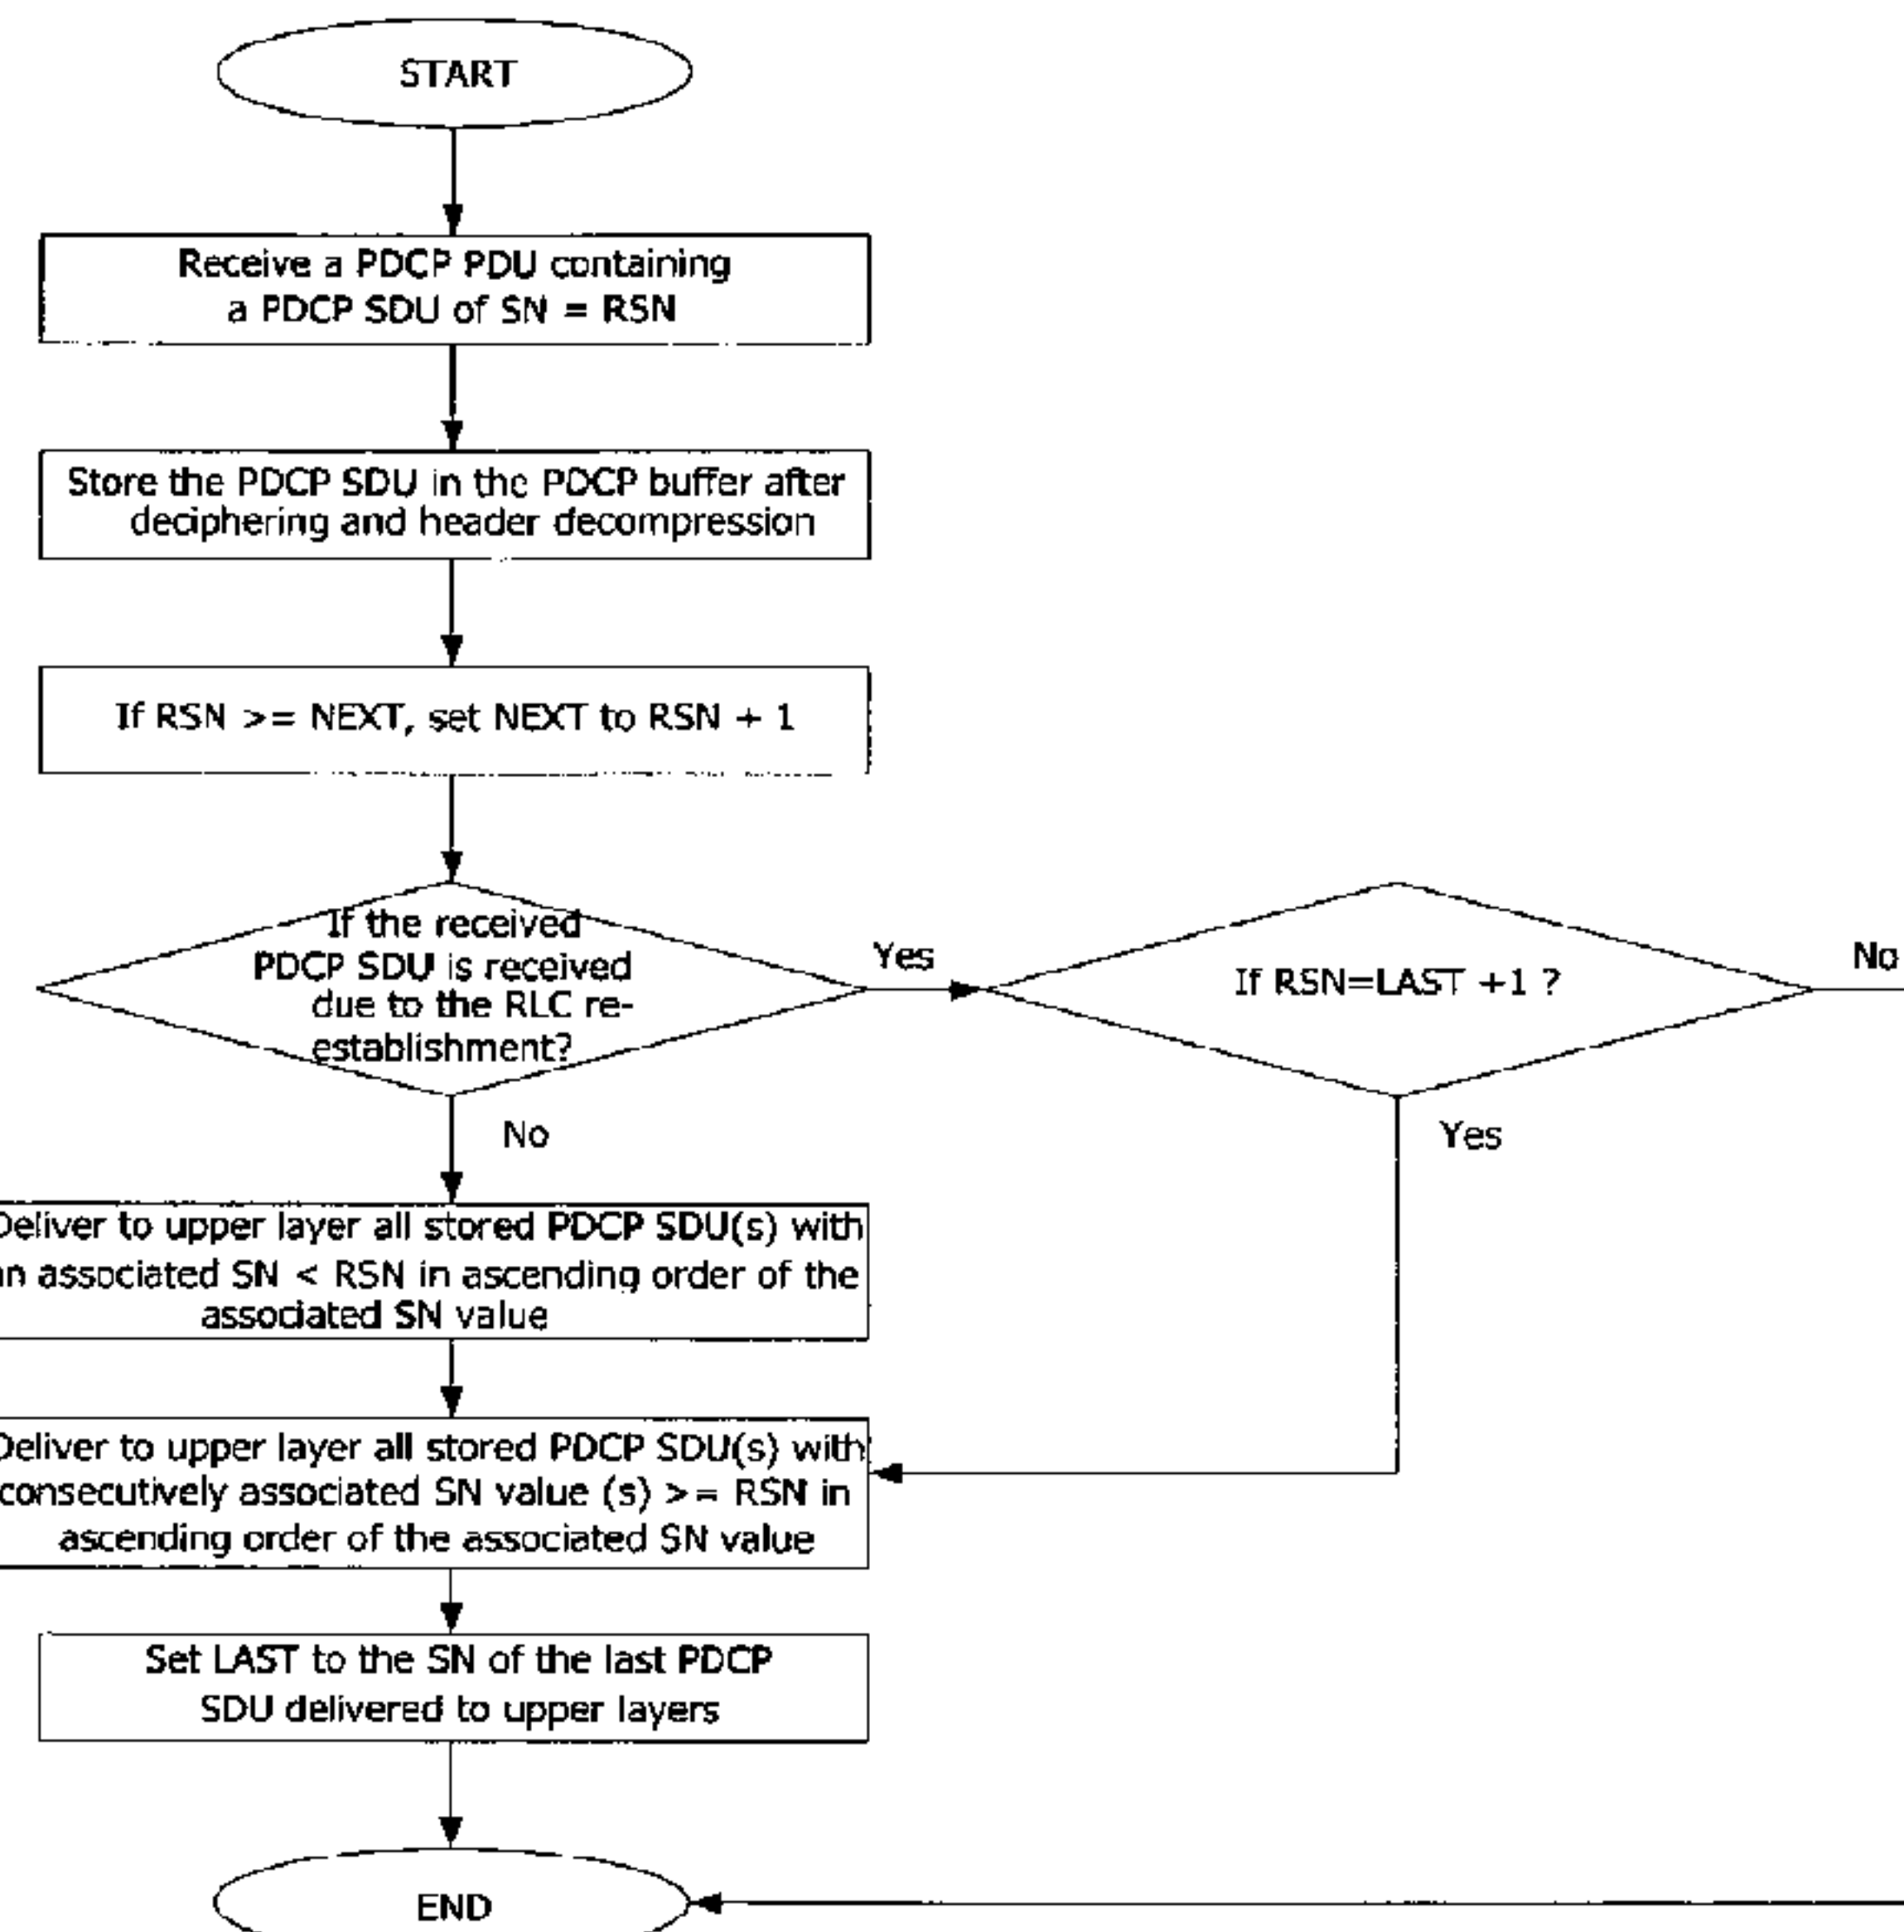 START
Receive a PDCP PDU containing
a PDCP SDU of SN = RSN
Store the PDCP SDU in the PDCP buffer after
deciphering and header decompression
If RSN >= NEXT, set NEXT to RSN + 1
If the received
PDCP SDU is received
due to the RLC re-
establishment?
Yes
If RSN=LAST +1 ?
No
No
Yes
Deliver to upper layer all stored PDCP SDU(s) with
an associated SN < RSN in ascending order of the
associated SN value
Deliver to upper layer all stored PDCP SDU(s) with
consecutively associated SN value (s) >= RSN in
ascending order of the associated SN value
Set LAST to the SN of the last PDCP
SDU delivered to upper layers
END